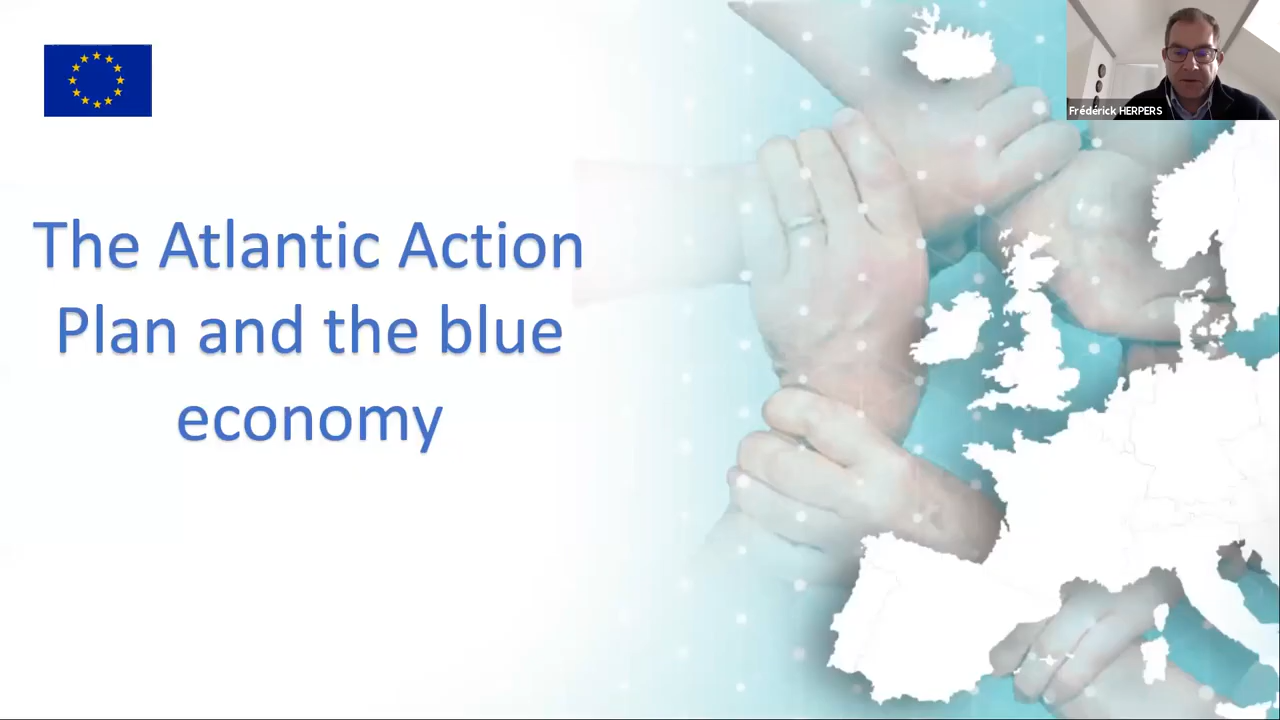 Frédérick HERPERS
The Atlantic Action
Plan and the blue
economy